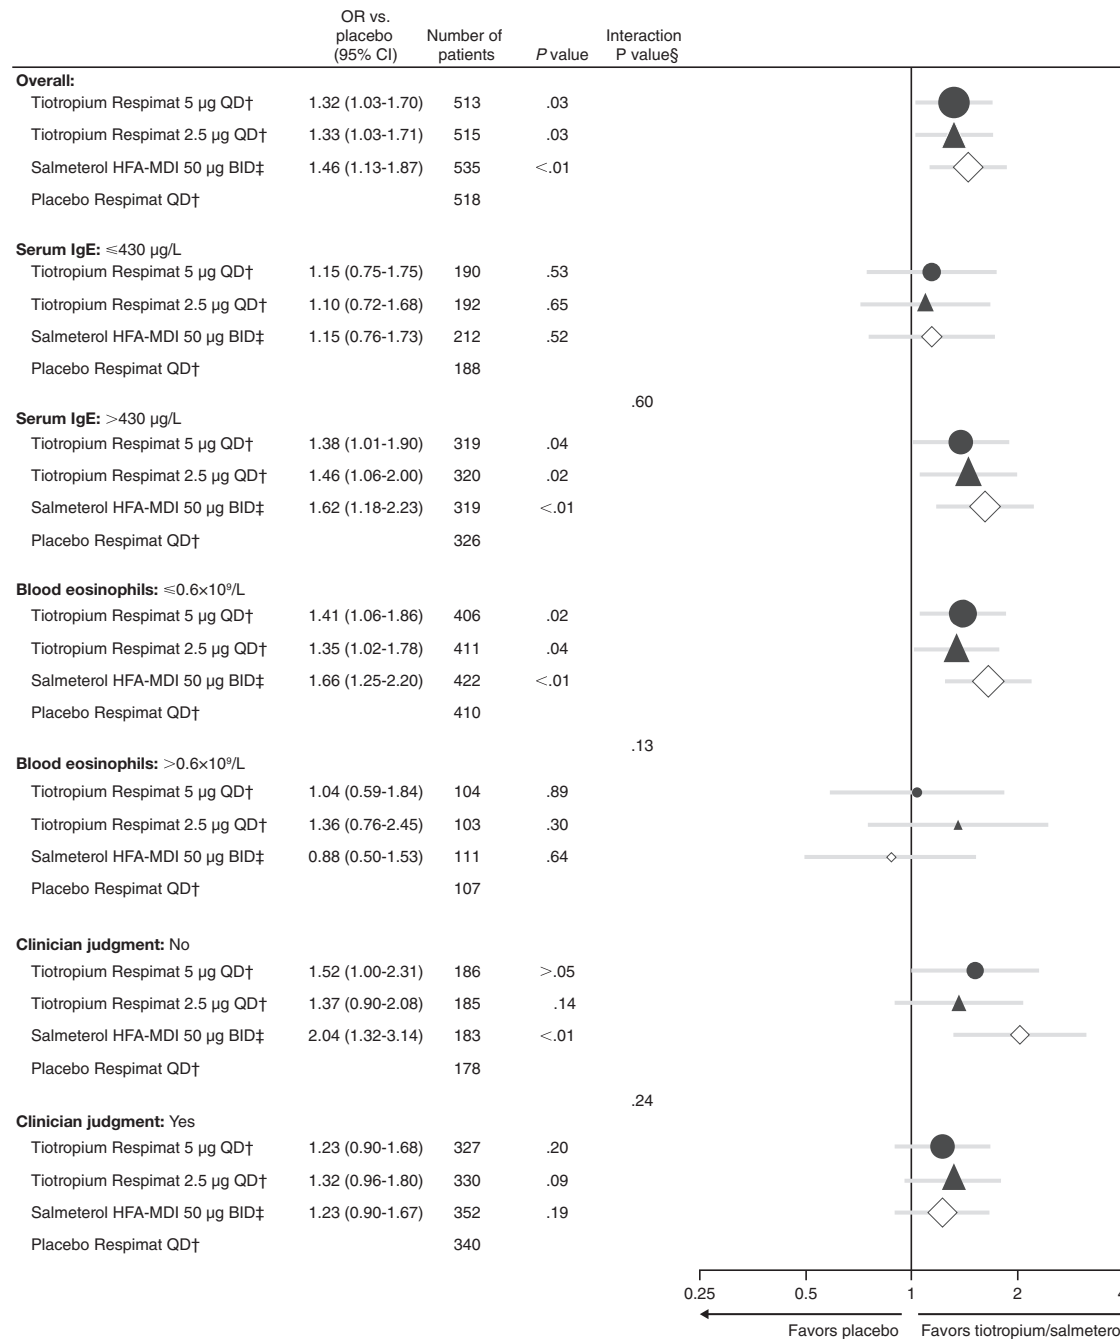 OR vs. placebo (95% CI) Number of patients P value Interaction P value§
Overall:
Tiotropium Respimat 5 µg QD† 1.32 (1.03-1.70) 513 .03
Tiotropium Respimat 2.5 µg QD† 1.33 (1.03-1.71) 515 .03
Salmeterol HFA-MDI 50 µg BID‡ 1.46 (1.13-1.87) 535 <.01
Placebo Respimat QD† 518
Serum IgE: ≤430 µg/L
Tiotropium Respimat 5 µg QD† 1.15 (0.75-1.75) 190 .53
Tiotropium Respimat 2.5 µg QD† 1.10 (0.72-1.68) 192 .65
Salmeterol HFA-MDI 50 µg BID‡ 1.15 (0.76-1.73) 212 .52
Placebo Respimat QD† 188
.60
Serum IgE: >430 µg/L
Tiotropium Respimat 5 µg QD† 1.38 (1.01-1.90) 319 .04
Tiotropium Respimat 2.5 µg QD† 1.46 (1.06-2.00) 320 .02
Salmeterol HFA-MDI 50 µg BID‡ 1.62 (1.18-2.23) 319 <.01
Placebo Respimat QD† 326
Blood eosinophils: ≤0.6×10⁹/L
Tiotropium Respimat 5 µg QD† 1.41 (1.06-1.86) 406 .02
Tiotropium Respimat 2.5 µg QD† 1.35 (1.02-1.78) 411 .04
Salmeterol HFA-MDI 50 µg BID‡ 1.66 (1.25-2.20) 422 <.01
Placebo Respimat QD† 410
.13
Blood eosinophils: >0.6×10⁹/L
Tiotropium Respimat 5 µg QD† 1.04 (0.59-1.84) 104 .89
Tiotropium Respimat 2.5 µg QD† 1.36 (0.76-2.45) 103 .30
Salmeterol HFA-MDI 50 µg BID‡ 0.88 (0.50-1.53) 111 .64
Placebo Respimat QD† 107
Clinician judgment: No
Tiotropium Respimat 5 µg QD† 1.52 (1.00-2.31) 186 >.05
Tiotropium Respimat 2.5 µg QD† 1.37 (0.90-2.08) 185 .14
Salmeterol HFA-MDI 50 µg BID‡ 2.04 (1.32-3.14) 183 <.01
Placebo Respimat QD† 178
.24
Clinician judgment: Yes
Tiotropium Respimat 5 µg QD† 1.23 (0.90-1.68) 327 .20
Tiotropium Respimat 2.5 µg QD† 1.32 (0.96-1.80) 330 .09
Salmeterol HFA-MDI 50 µg BID‡ 1.23 (0.90-1.67) 352 .19
Placebo Respimat QD† 340
0.25 0.5 1 2 4
Favors placebo Favors tiotropium/salmetero